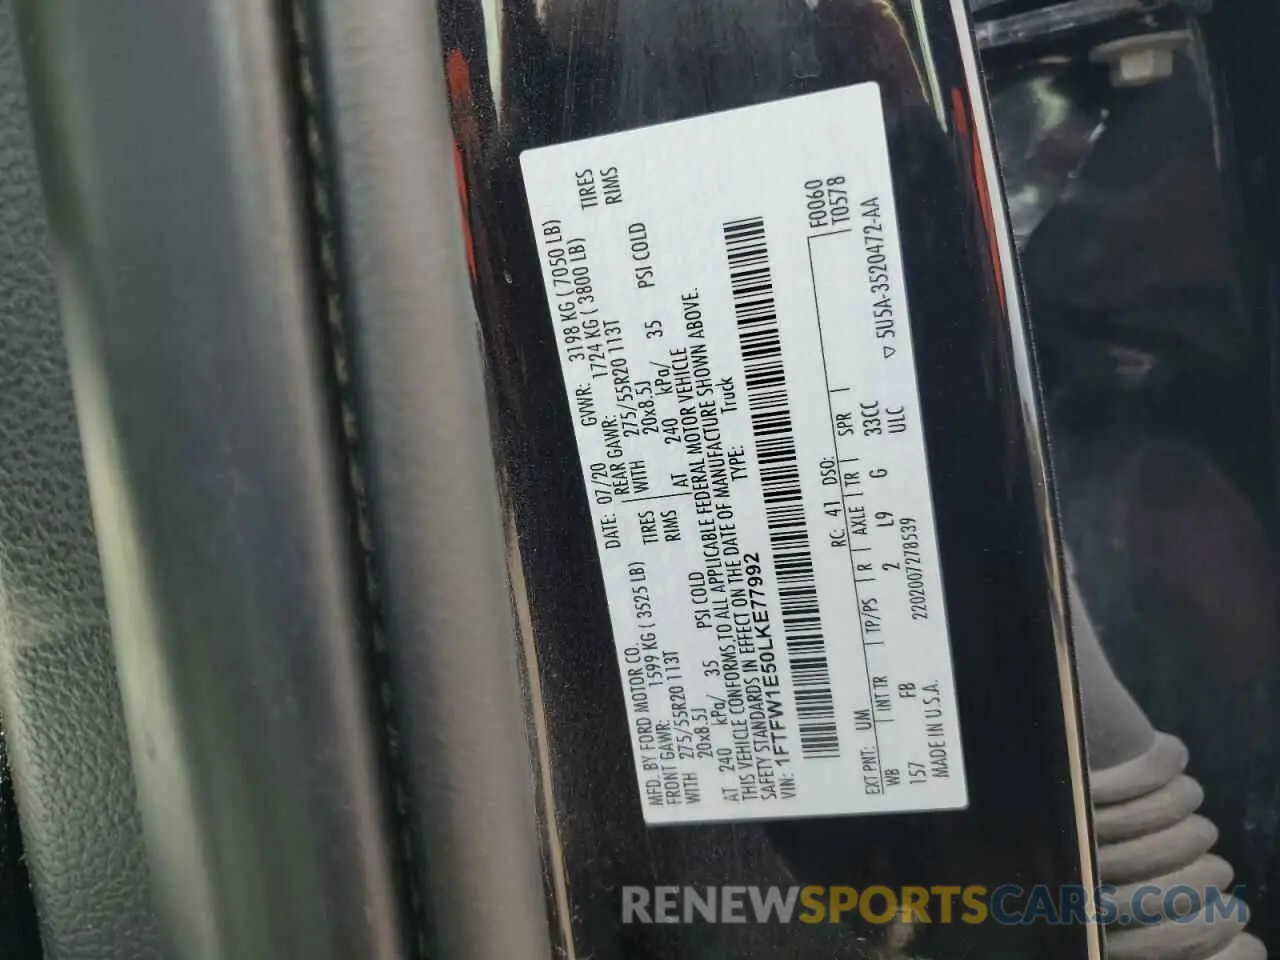 MFD. BY FORD MOTOR CO.
DATE: 07/20 GVWR: 3198 KG ( 7050 LB)
FRONT GAWR: 1599 KG ( 3525 LB)
REAR GAWR: 1724 KG ( 3800 LB)
WITH 275/55R20 113T TIRES
WITH 275/55R20 113T TIRES
20x8.5J RIMS
20x8.5J RIMS
AT 240 kPa/ 35 PSI COLD
AT 240 kPa/ 35 PSI COLD
THIS VEHICLE CONFORMS TO ALL APPLICABLE FEDERAL MOTOR VEHICLE
SAFETY STANDARDS IN EFFECT ON THE DATE OF MANUFACTURE SHOWN ABOVE.
VIN: 1FTFW1E50LKE77992 TYPE: Truck
F0060
T0578
EXT PNT: UM RC: 41 DSO:
WB INT TR TP/PS R AXLE TR SPR
157 FB 2 L9 G 33CC
ULC
MADE IN U.S.A. 2202007278539 ▽ 5U5A-3520472-AA
RENEWSPORTSCARS.COM